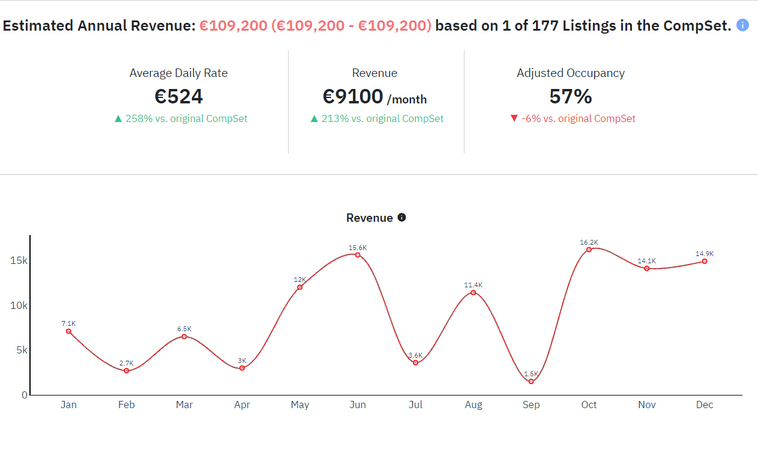 Estimated Annual Revenue: €109,200 (€109,200 - €109,200) based on 1 of 177 Listings in the CompSet.
Average Daily Rate
€524
▲ 258% vs. original CompSet
Revenue
€9100 /month
▲ 213% vs. original CompSet
Adjusted Occupancy
57%
▼ -6% vs. original CompSet
Revenue
15k
10k
5k
0
7.1K
2.7K
6.5K
3K
12K
15.6K
3.6K
11.4K
1.5K
16.2K
14.1K
14.9K
Jan Feb Mar Apr May Jun Jul Aug Sep Oct Nov Dec